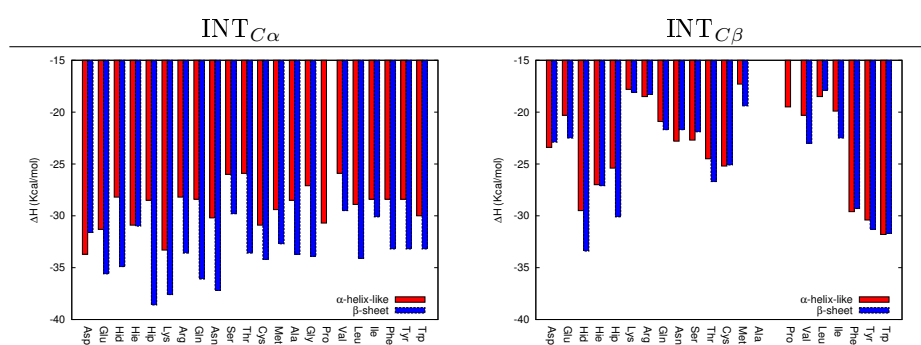 INTCα
-15
-20
-25
-30
-35
-40
ΔH (Kcal/mol)
α-helix-like
β-sheet
Asp Glu Hid Hie Hip Lys Arg Gln Asn Ser Thr Cys Met Ala Gly Pro Val Leu Ile Phe Tyr Trp
INTCβ
-15
-20
-25
-30
-35
-40
ΔH (Kcal/mol)
α-helix-like
β-sheet
Asp Glu Hid Hie Hip Lys Arg Gln Asn Ser Thr Cys Met Ala Pro Val Leu Ile Phe Tyr Trp